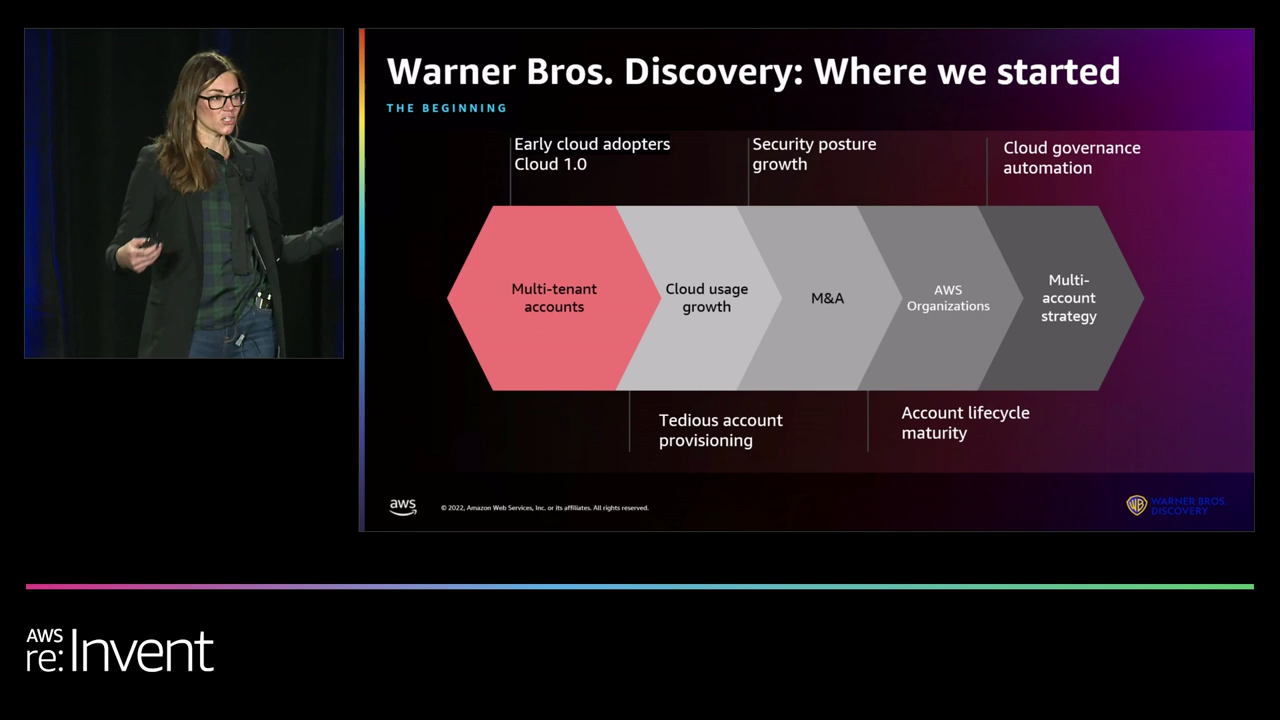 Warner Bros. Discovery: Where we started
THE BEGINNING
Early cloud adopters
Cloud 1.0
Security posture
growth
Cloud governance
automation
Multi-tenant
accounts
Cloud usage
growth
M&A
AWS
Organizations
Multi-
account
strategy
Tedious account
provisioning
Account lifecycle
maturity
aws
© 2022, Amazon Web Services, Inc. or its affiliates. All rights reserved.
WB
WARNER BROS.
DISCOVERY
AWS
re:Invent